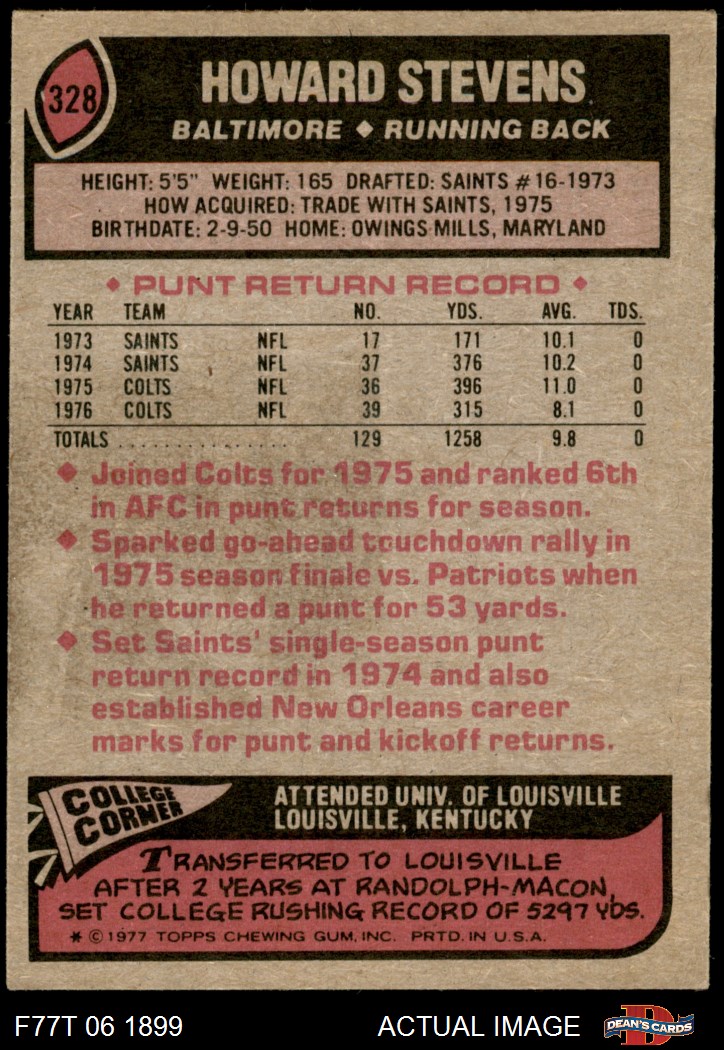 328
HOWARD STEVENS
BALTIMORE ◆ RUNNING BACK
HEIGHT: 5'5" WEIGHT: 165 DRAFTED: SAINTS #16-1973
HOW ACQUIRED: TRADE WITH SAINTS, 1975
BIRTHDATE: 2-9-50 HOME: OWINGS MILLS, MARYLAND
◆ PUNT RETURN RECORD ◆
YEAR TEAM NO. YDS. AVG. TDS.
1973 SAINTS NFL 17 171 10.1 0
1974 SAINTS NFL 37 376 10.2 0
1975 COLTS NFL 36 396 11.0 0
1976 COLTS NFL 39 315 8.1 0
TOTALS . . . . . . . . . . . . . . . . 129 1258 9.8 0
◆ Joined Colts for 1975 and ranked 6th
in AFC in punt returns for season.
◆ Sparked go-ahead touchdown rally in
1975 season finale vs. Patriots when
he returned a punt for 53 yards.
◆ Set Saints' single-season punt
return record in 1974 and also
established New Orleans career
marks for punt and kickoff returns.
COLLEGE
CORNER
ATTENDED UNIV. OF LOUISVILLE
LOUISVILLE, KENTUCKY
TRANSFERRED TO LOUISVILLE
AFTER 2 YEARS AT RANDOLPH-MACON,
SET COLLEGE RUSHING RECORD OF 5297 YDS.
* © 1977 TOPPS CHEWING GUM, INC. PRTD. IN U.S.A.
F77T 06 1899 ACTUAL IMAGE DEAN'S CARDS